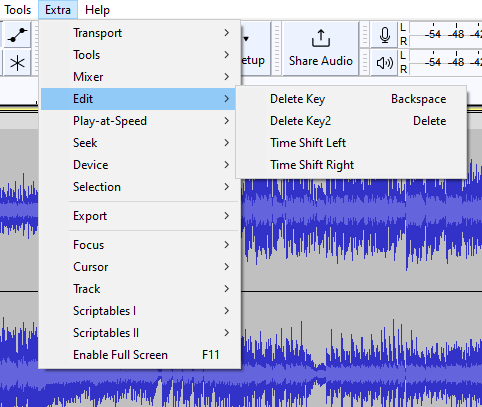 Tools Extra Help
etup
Share Audio
L
R
-54 -48 -42
L
R
-54 -48 -42
Transport
Tools
Mixer
Edit
Play-at-Speed
Seek
Device
Selection
Export
Focus
Cursor
Track
Scriptables I
Scriptables II
Enable Full Screen F11
Delete Key Backspace
Delete Key2 Delete
Time Shift Left
Time Shift Right